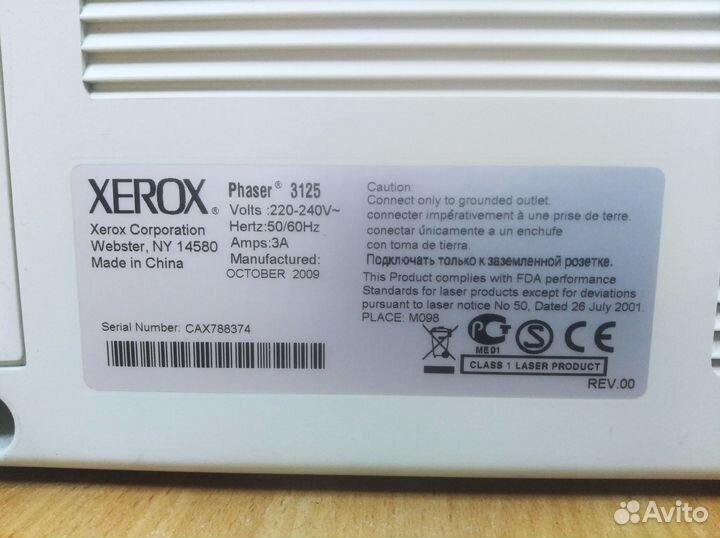 XEROX®
Xerox Corporation
Webster, NY 14580
Made in China
Phaser® 3125
Volts :220-240V~
Hertz:50/60Hz
Amps:3A
Manufactured:
OCTOBER 2009
Serial Number: CAX788374
Caution:
Connect only to grounded outlet.
connecter impérativement à une prise de terre.
conectar únicamente a un enchufe
con toma de tierra.
Подключать только к заземленной розетке.
This Product complies with FDA performance
Standards for laser products except for deviations
pursuant to laser notice No 50, Dated 26 July 2001.
PLACE: M098
РС
ME01
S
CE
CLASS 1 LASER PRODUCT
REV.00
Avito